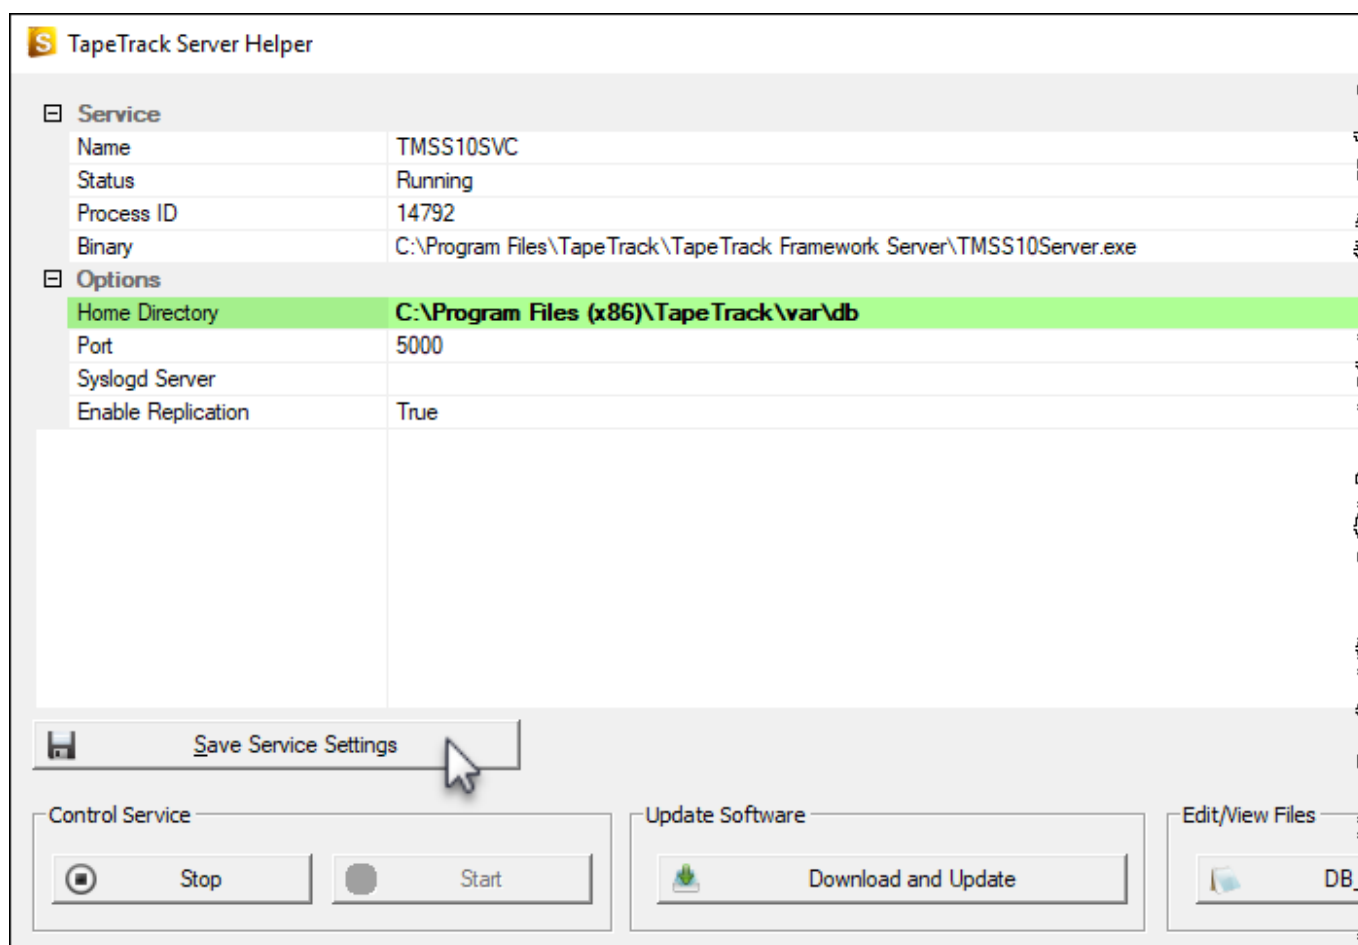 TapeTrack Server Helper
Service
Name TMSS10SVC
Status Running
Process ID 14792
Binary C:\Program Files\TapeTrack\TapeTrack Framework Server\TMSS10Server.exe
Options
Home Directory C:\Program Files (x86)\TapeTrack\var\db
Port 5000
Syslogd Server
Enable Replication True
Save Service Settings
Control Service Update Software Edit/View Files
Stop Start Download and Update DB_